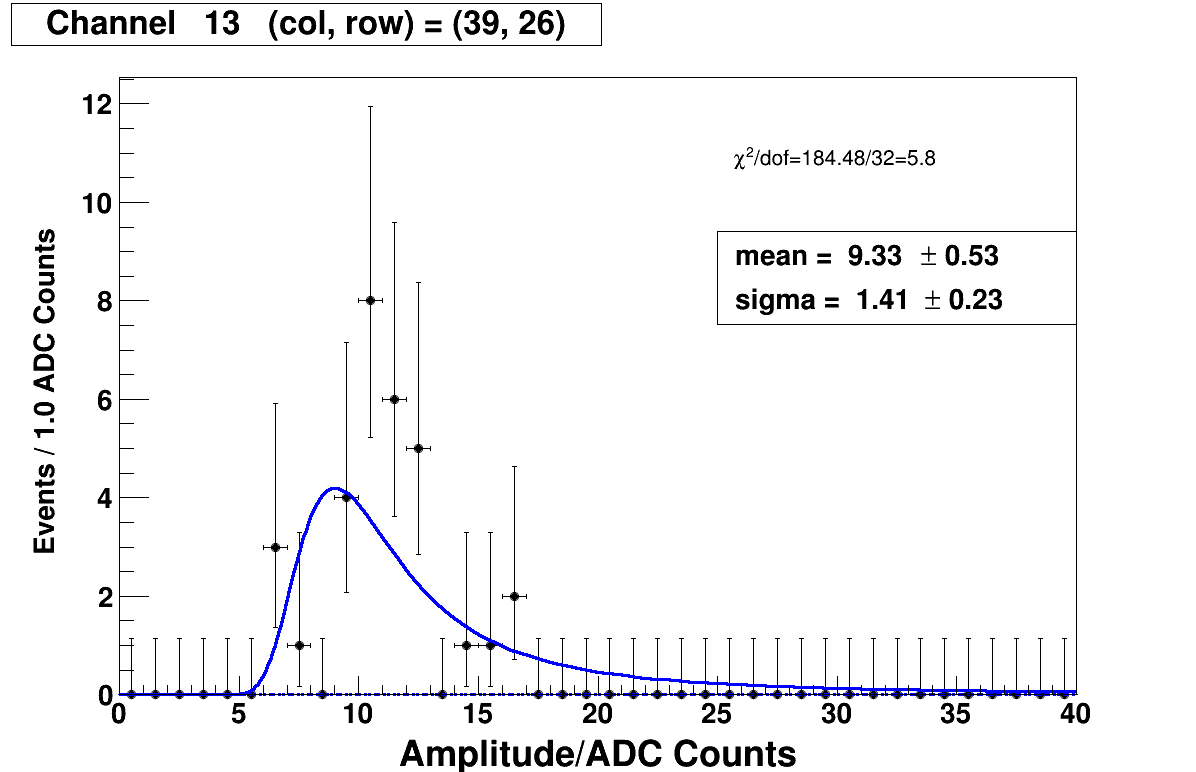 Channel 13 (col, row) = (39, 26)
χ²/dof=184.48/32=5.8
mean = 9.33 ± 0.53
sigma = 1.41 ± 0.23
Events / 1.0 ADC Counts
12
10
8
6
4
2
0
0 5 10 15 20 25 30 35 40
Amplitude/ADC Counts